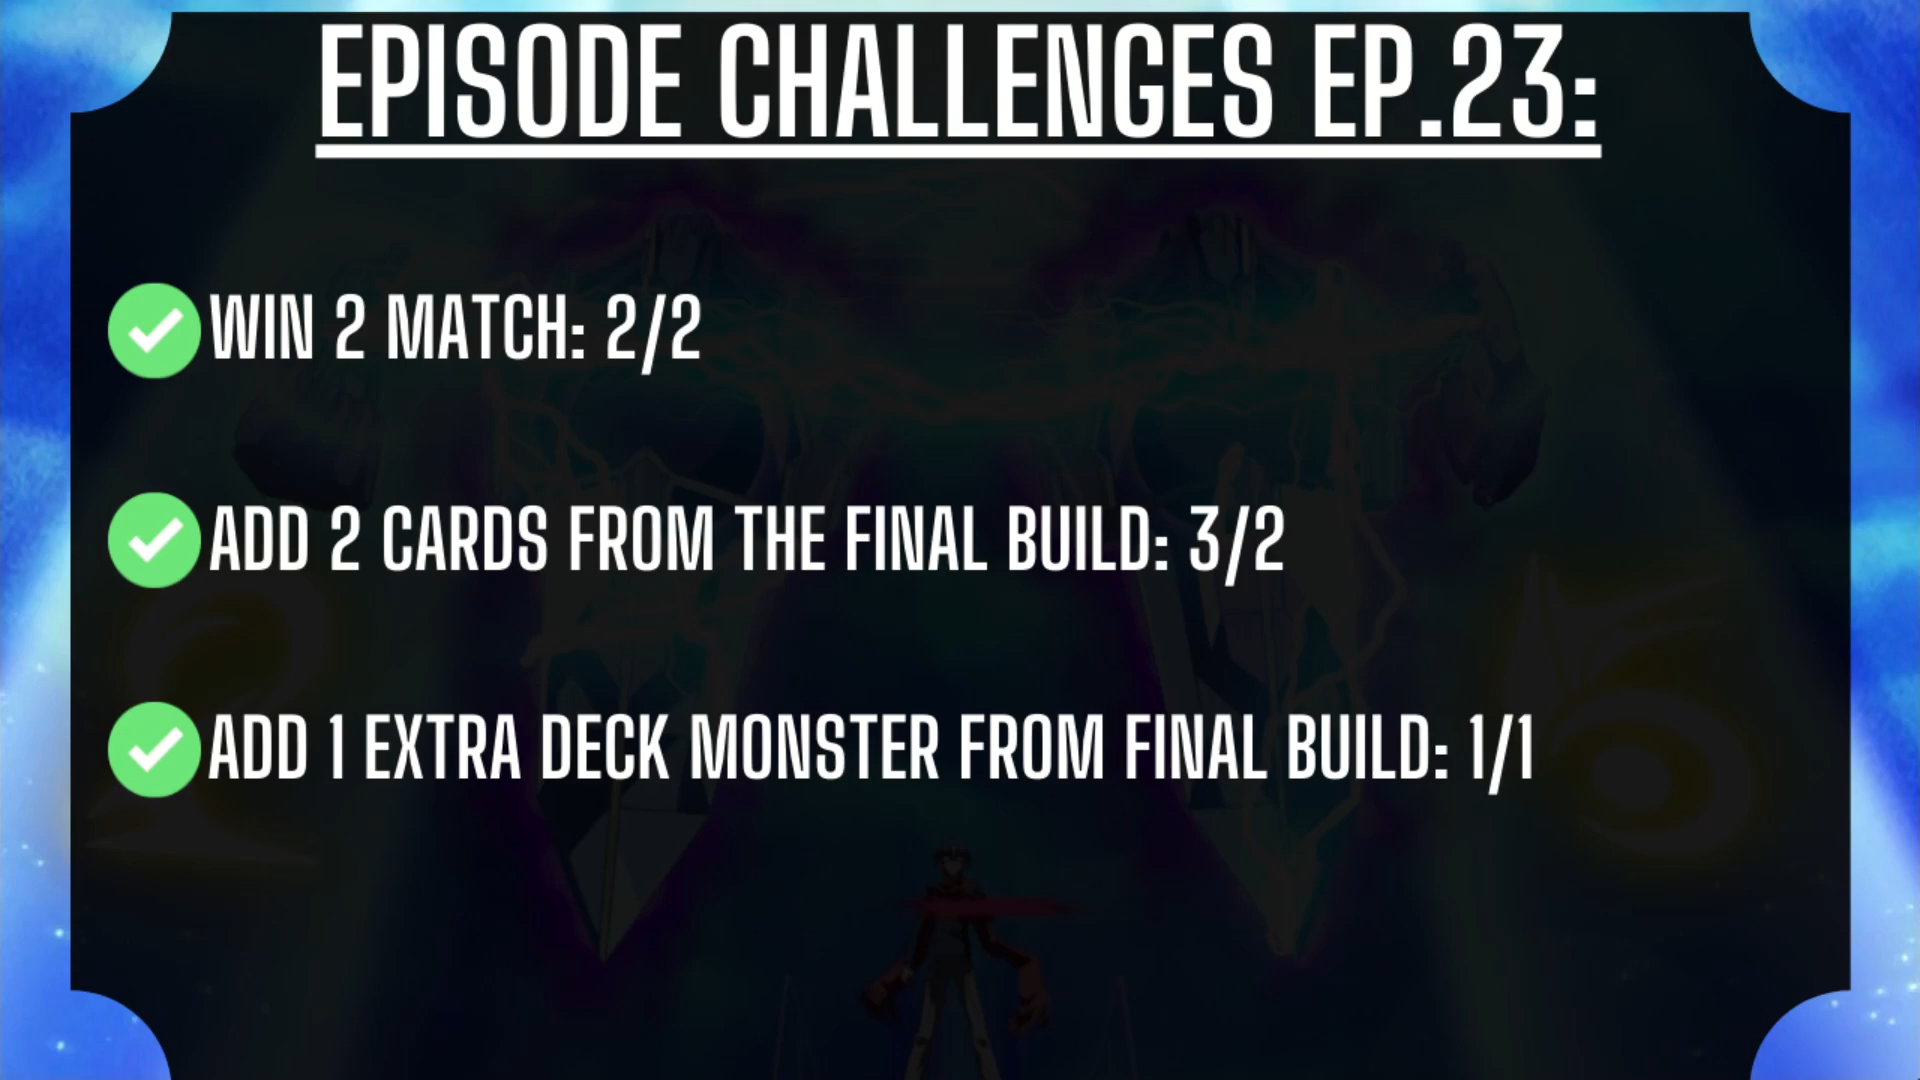 EPISODE CHALLENGES EP.23:
WIN 2 MATCH: 2/2
ADD 2 CARDS FROM THE FINAL BUILD: 3/2
ADD 1 EXTRA DECK MONSTER FROM FINAL BUILD: 1/1